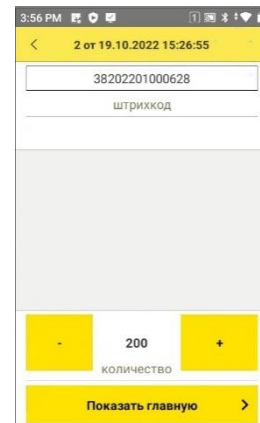 3:56 PM
2 от 19.10.2022 15:26:55
38202201000628
штрихкод
- 200 +
количество
Показать главную